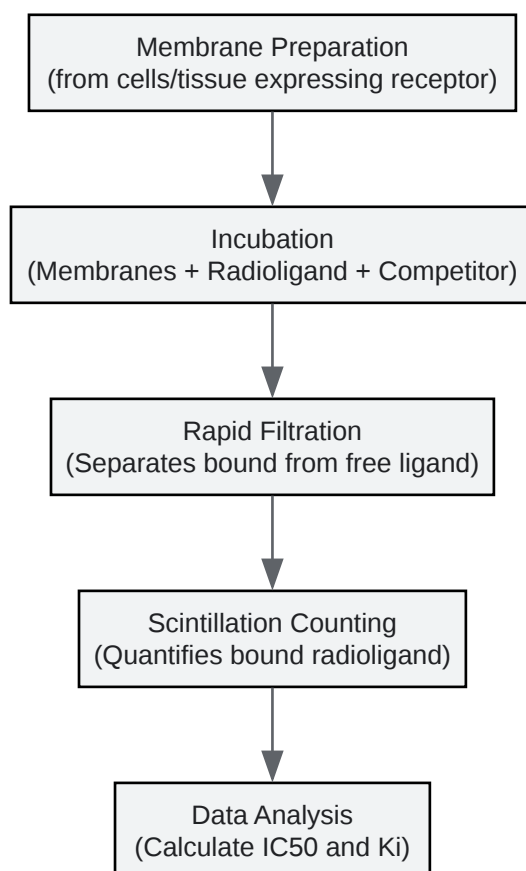 Membrane Preparation
(from cells/tissue expressing receptor)
Incubation
(Membranes + Radioligand + Competitor)
Rapid Filtration
(Separates bound from free ligand)
Scintillation Counting
(Quantifies bound radioligand)
Data Analysis
(Calculate IC50 and Ki)